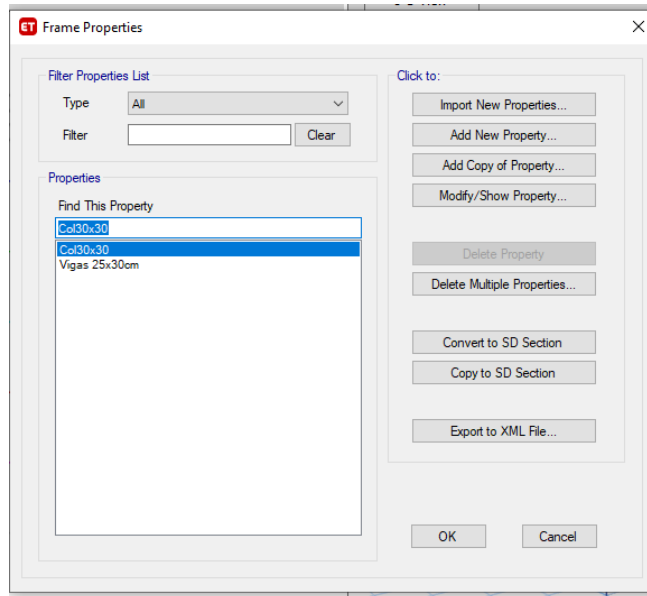 ET Frame Properties
Filter Properties List
Type All
Filter Clear
Properties
Find This Property
Col30x30
Col30x30
Vigas 25x30cm
Click to:
Import New Properties...
Add New Property...
Add Copy of Property...
Modify/Show Property...
Delete Property
Delete Multiple Properties...
Convert to SD Section
Copy to SD Section
Export to XML File...
OK Cancel